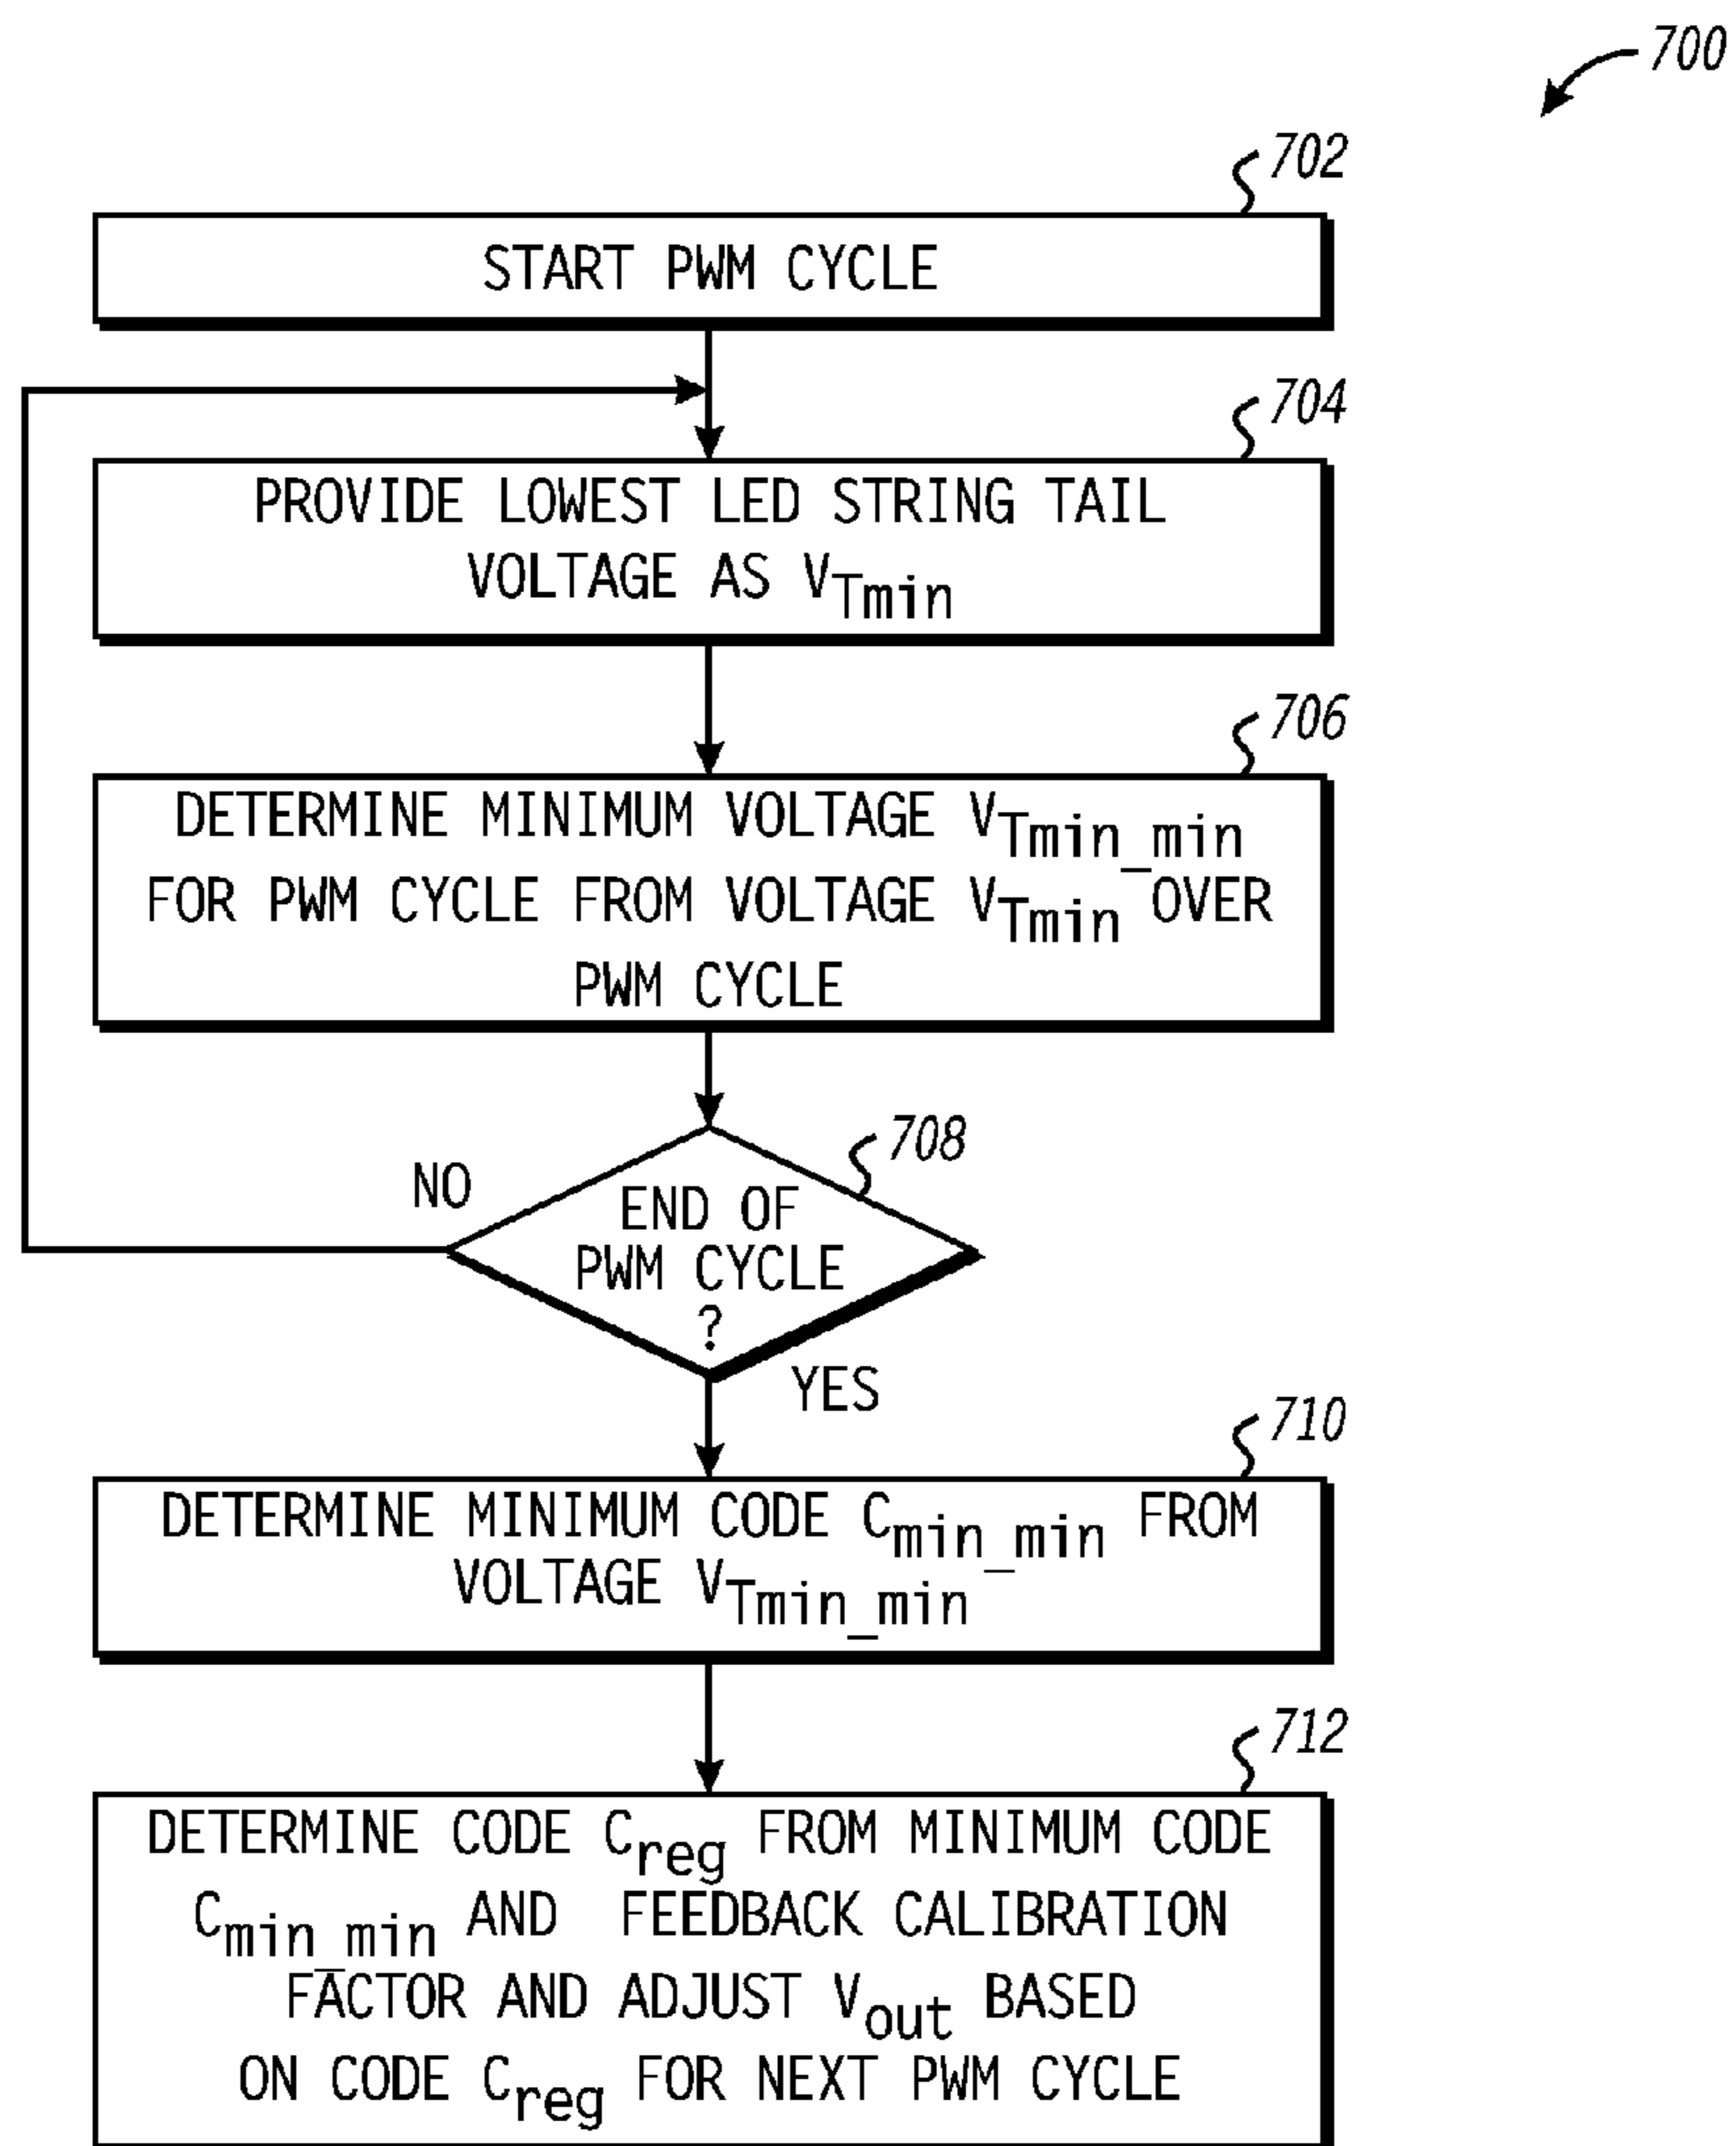 700
702
START PWM CYCLE
704
PROVIDE LOWEST LED STRING TAIL
VOLTAGE AS VTmin
706
DETERMINE MINIMUM VOLTAGE VTmin_min
FOR PWM CYCLE FROM VOLTAGE VTmin OVER
PWM CYCLE
708
NO
END OF
PWM CYCLE
?
YES
710
DETERMINE MINIMUM CODE Cmin_min FROM
VOLTAGE VTmin_min
712
DETERMINE CODE Creg FROM MINIMUM CODE
Cmin_min AND FEEDBACK CALIBRATION
FACTOR AND ADJUST Vout BASED
ON CODE Creg FOR NEXT PWM CYCLE